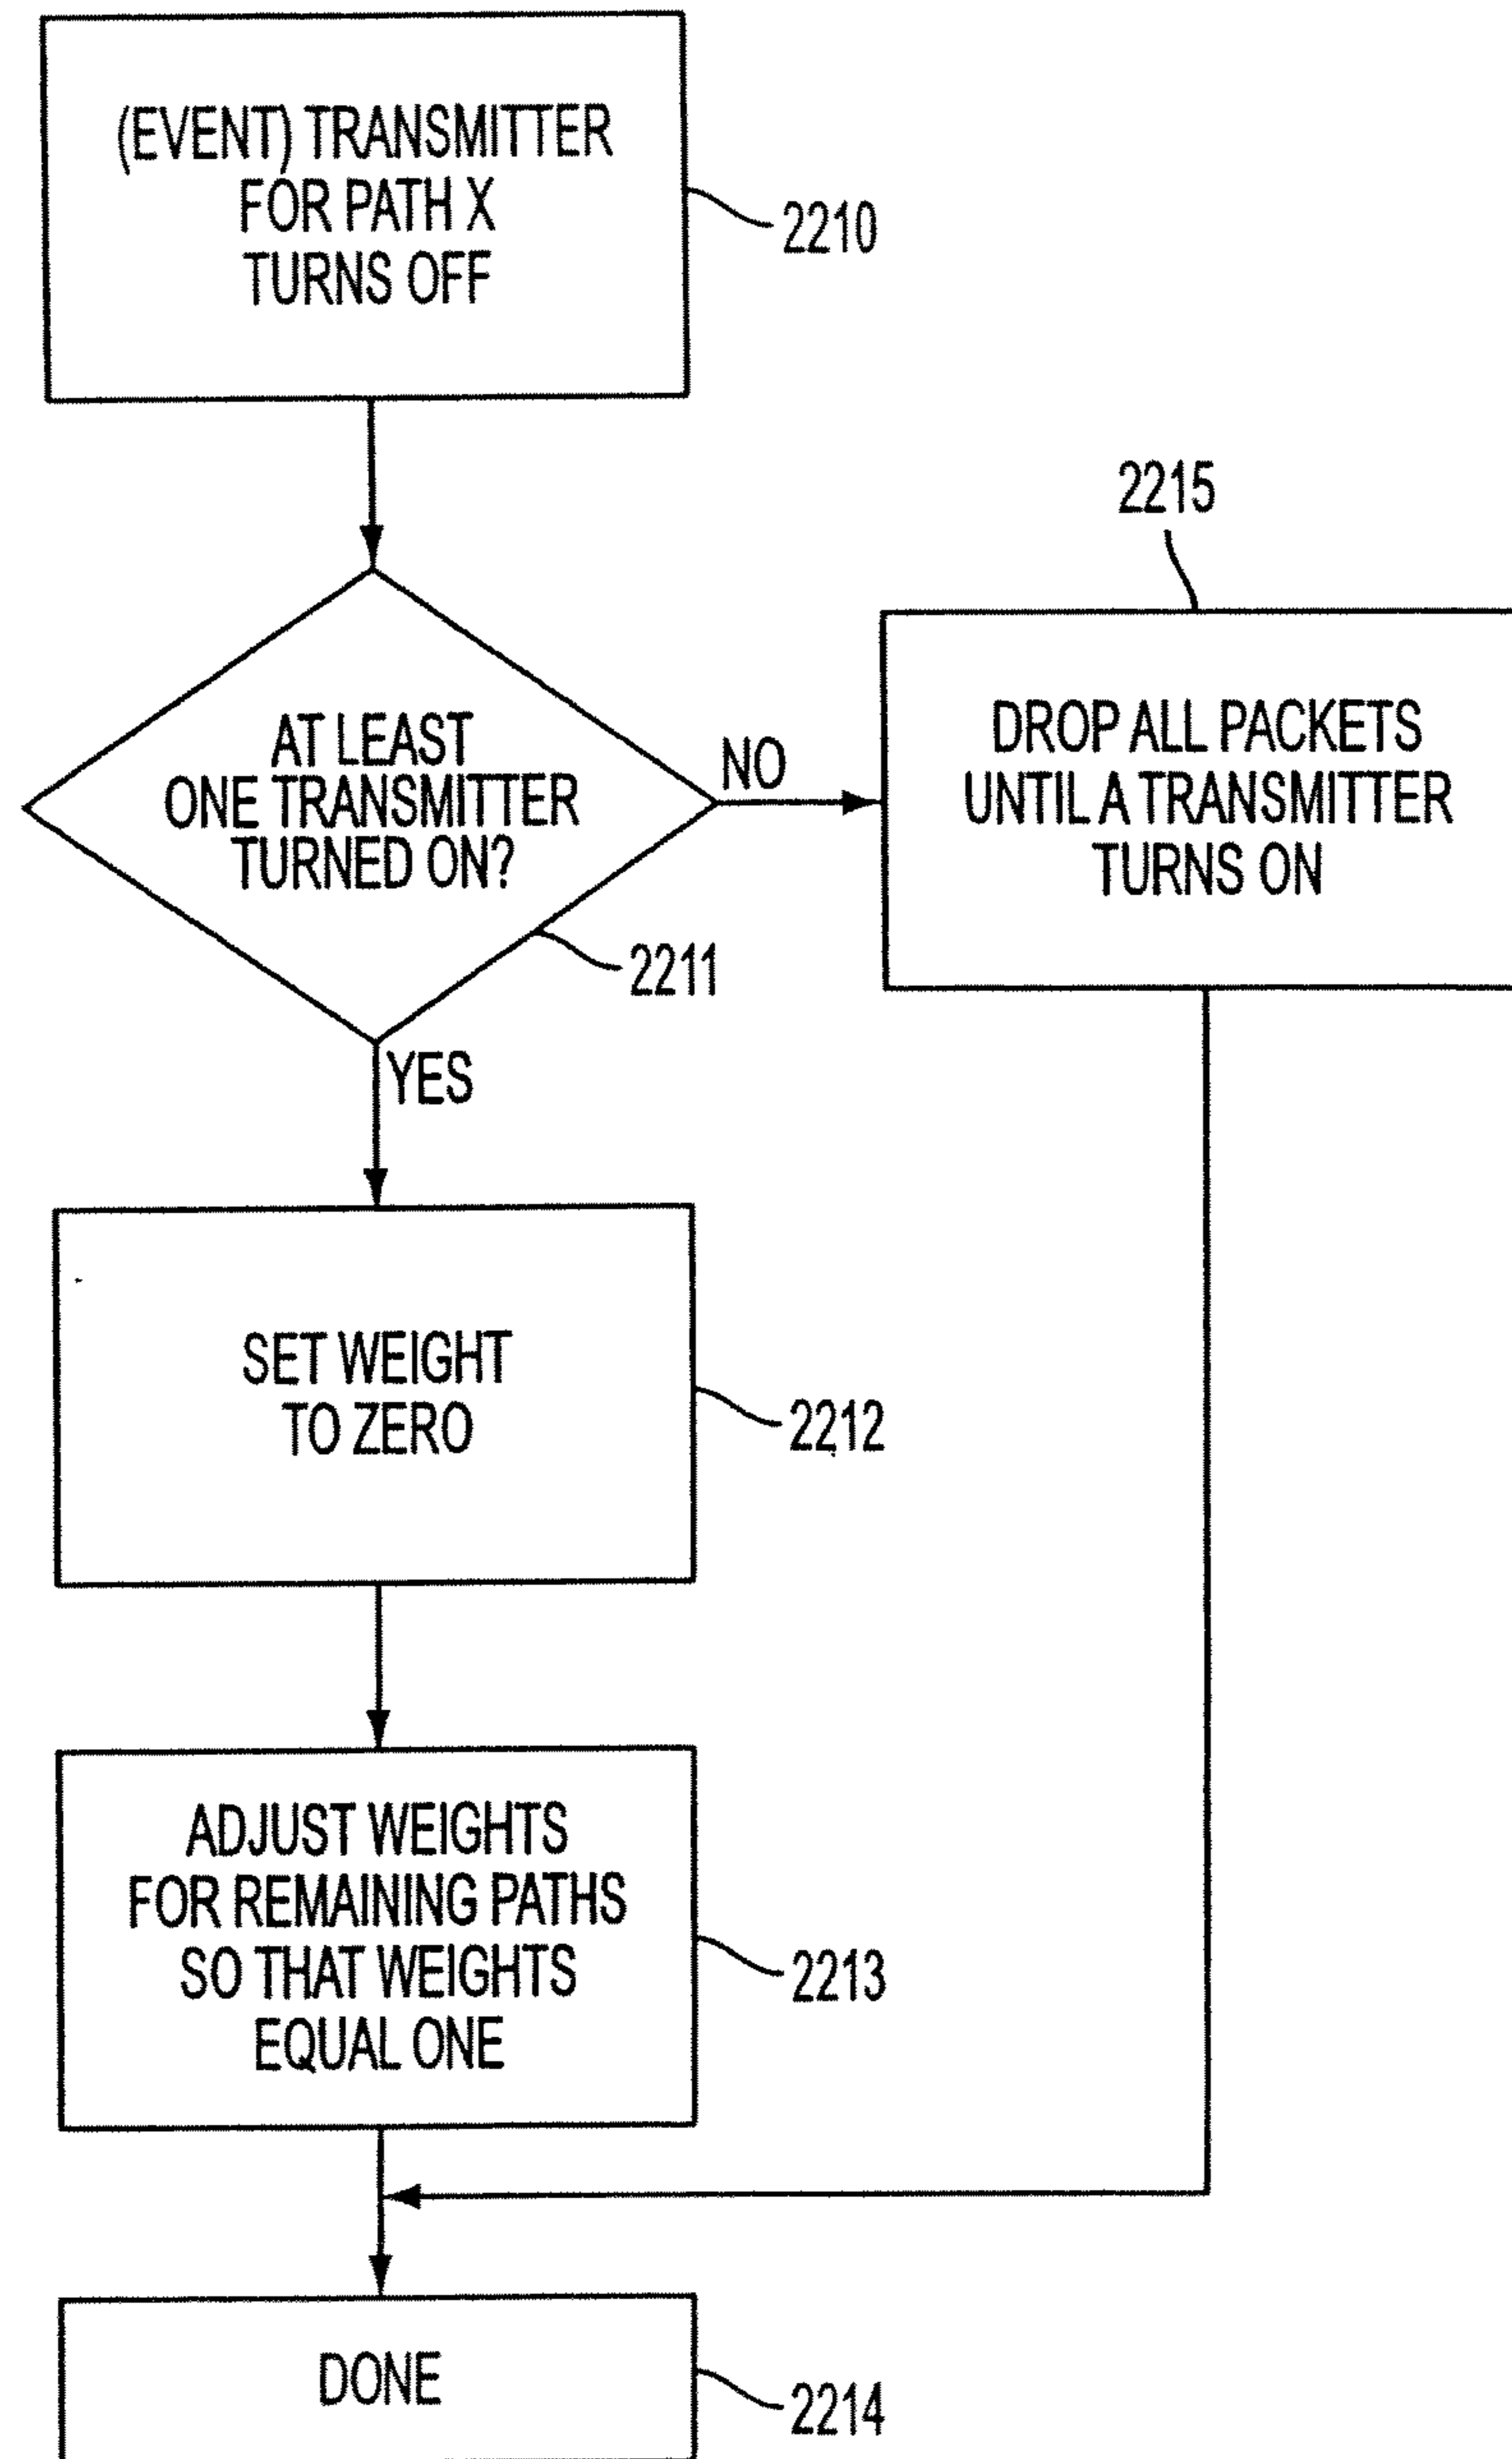 (EVENT) TRANSMITTER
FOR PATH X
TURNS OFF
2210
2215
AT LEAST
ONE TRANSMITTER
TURNED ON?
NO
DROP ALL PACKETS
UNTIL A TRANSMITTER
TURNS ON
2211
YES
SET WEIGHT
TO ZERO
2212
ADJUST WEIGHTS
FOR REMAINING PATHS
SO THAT WEIGHTS
EQUAL ONE
2213
DONE
2214